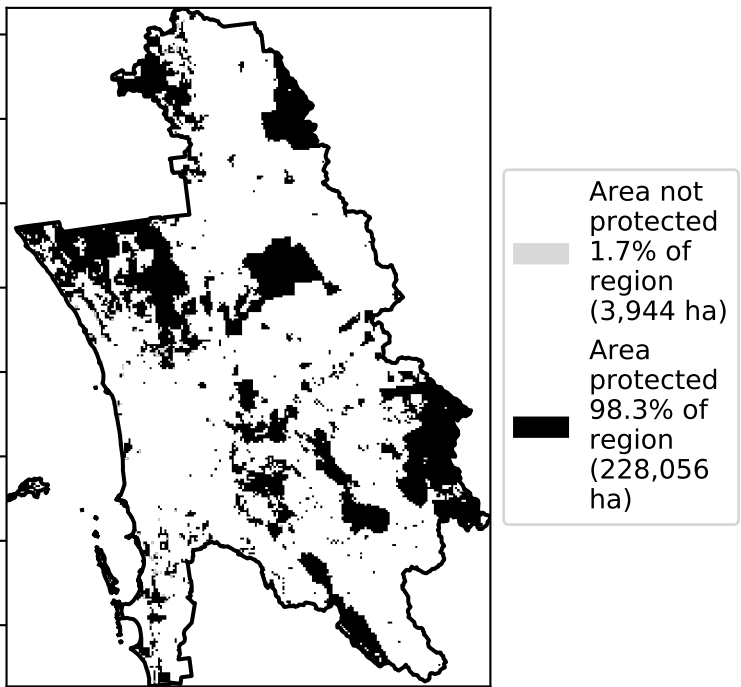 Area not
protected
1.7% of
region
(3,944 ha)
Area
protected
98.3% of
region
(228,056
ha)